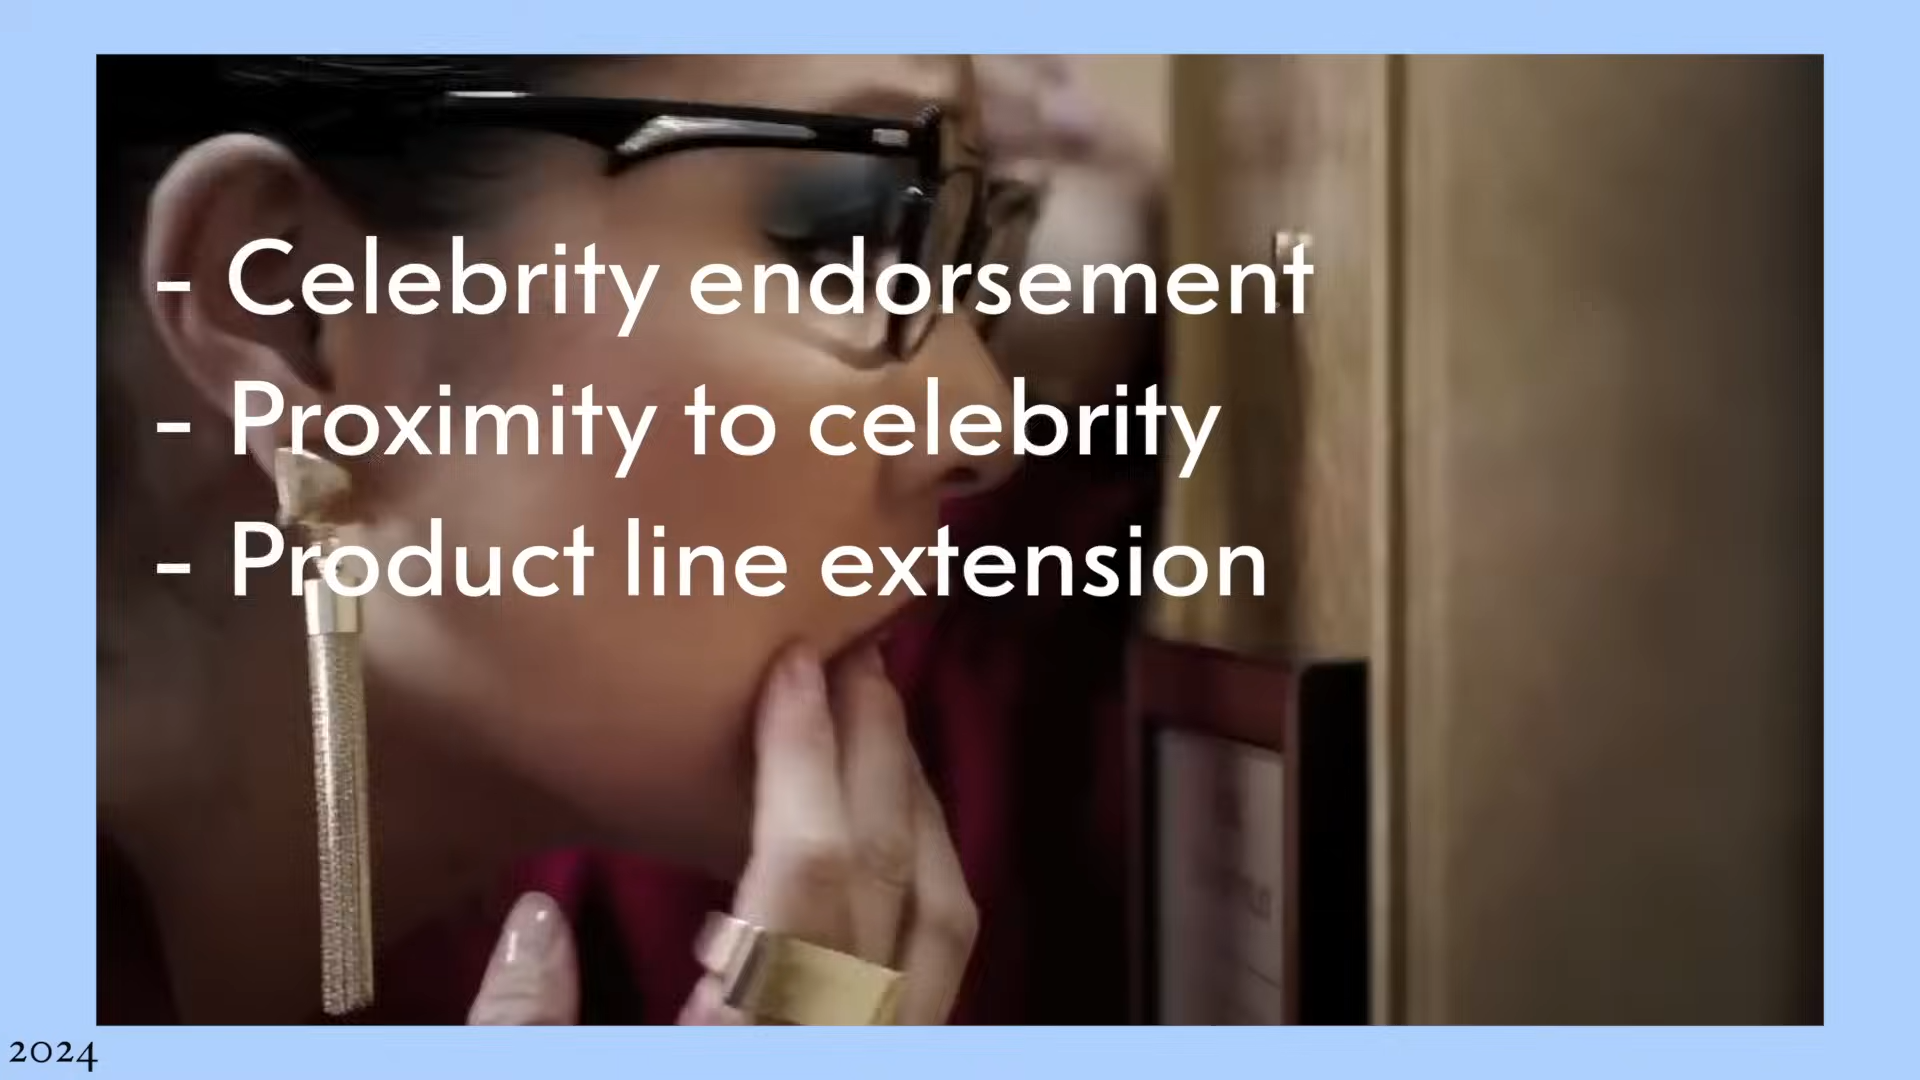 - Celebrity endorsement
- Proximity to celebrity
- Product line extension
2024